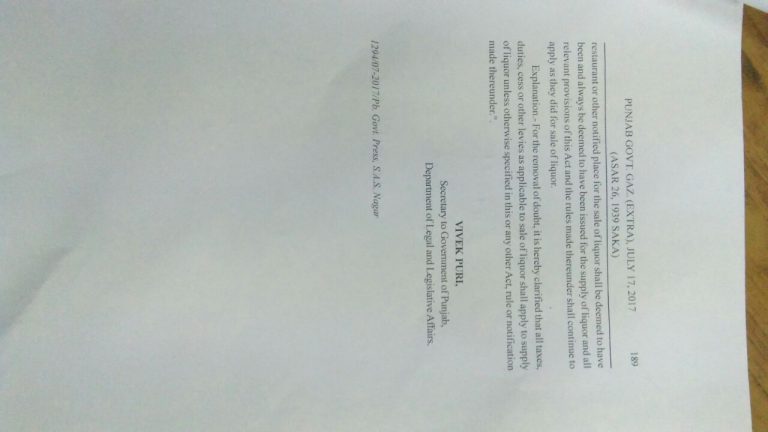 PUNJAB GOVT GAZ. (EXTRA), JULY 17, 2017 189
(ASAR 26, 1939 SAKA)
restaurant or other notified place for the sale of liquor shall be deemed to have
been and always be deemed to have been issued for the supply of liquor and all
relevant provisions of this Act and the rules made thereunder shall continue to
apply as they did for sale of liquor.
Explanation.- For the removal of doubt, it is hereby clarified that all taxes,
duties, cess or other levies as applicable to sale of liquor shall apply to supply
of liquor unless otherwise specified in this or any other Act, rule or notification
made thereunder.".
VIVEK PURI,
Secretary to Government of Punjab,
Department of Legal and Legislative Affairs.
1294/07-2017/Pb. Govt. Press, S.A.S. Nagar